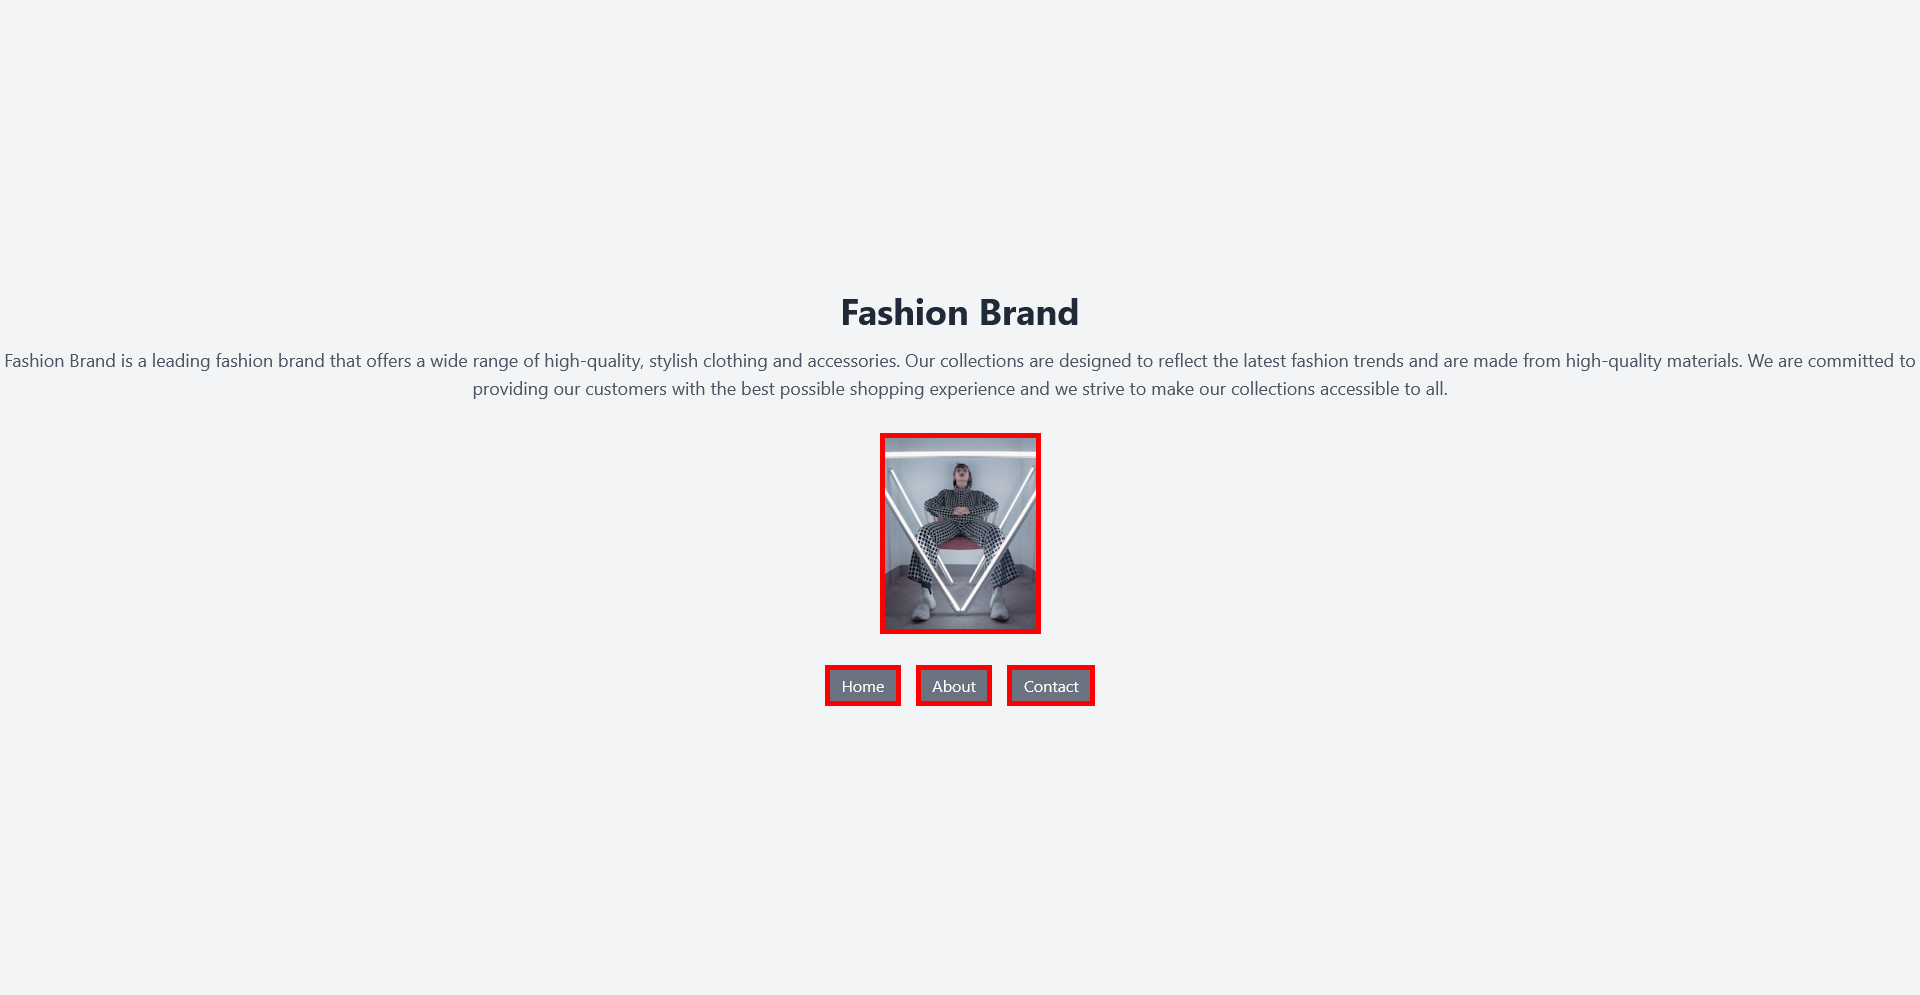 Fashion Brand
Fashion Brand is a leading fashion brand that offers a wide range of high-quality, stylish clothing and accessories. Our collections are designed to reflect the latest fashion trends and are made from high-quality materials. We are committed to
providing our customers with the best possible shopping experience and we strive to make our collections accessible to all.
Home About Contact